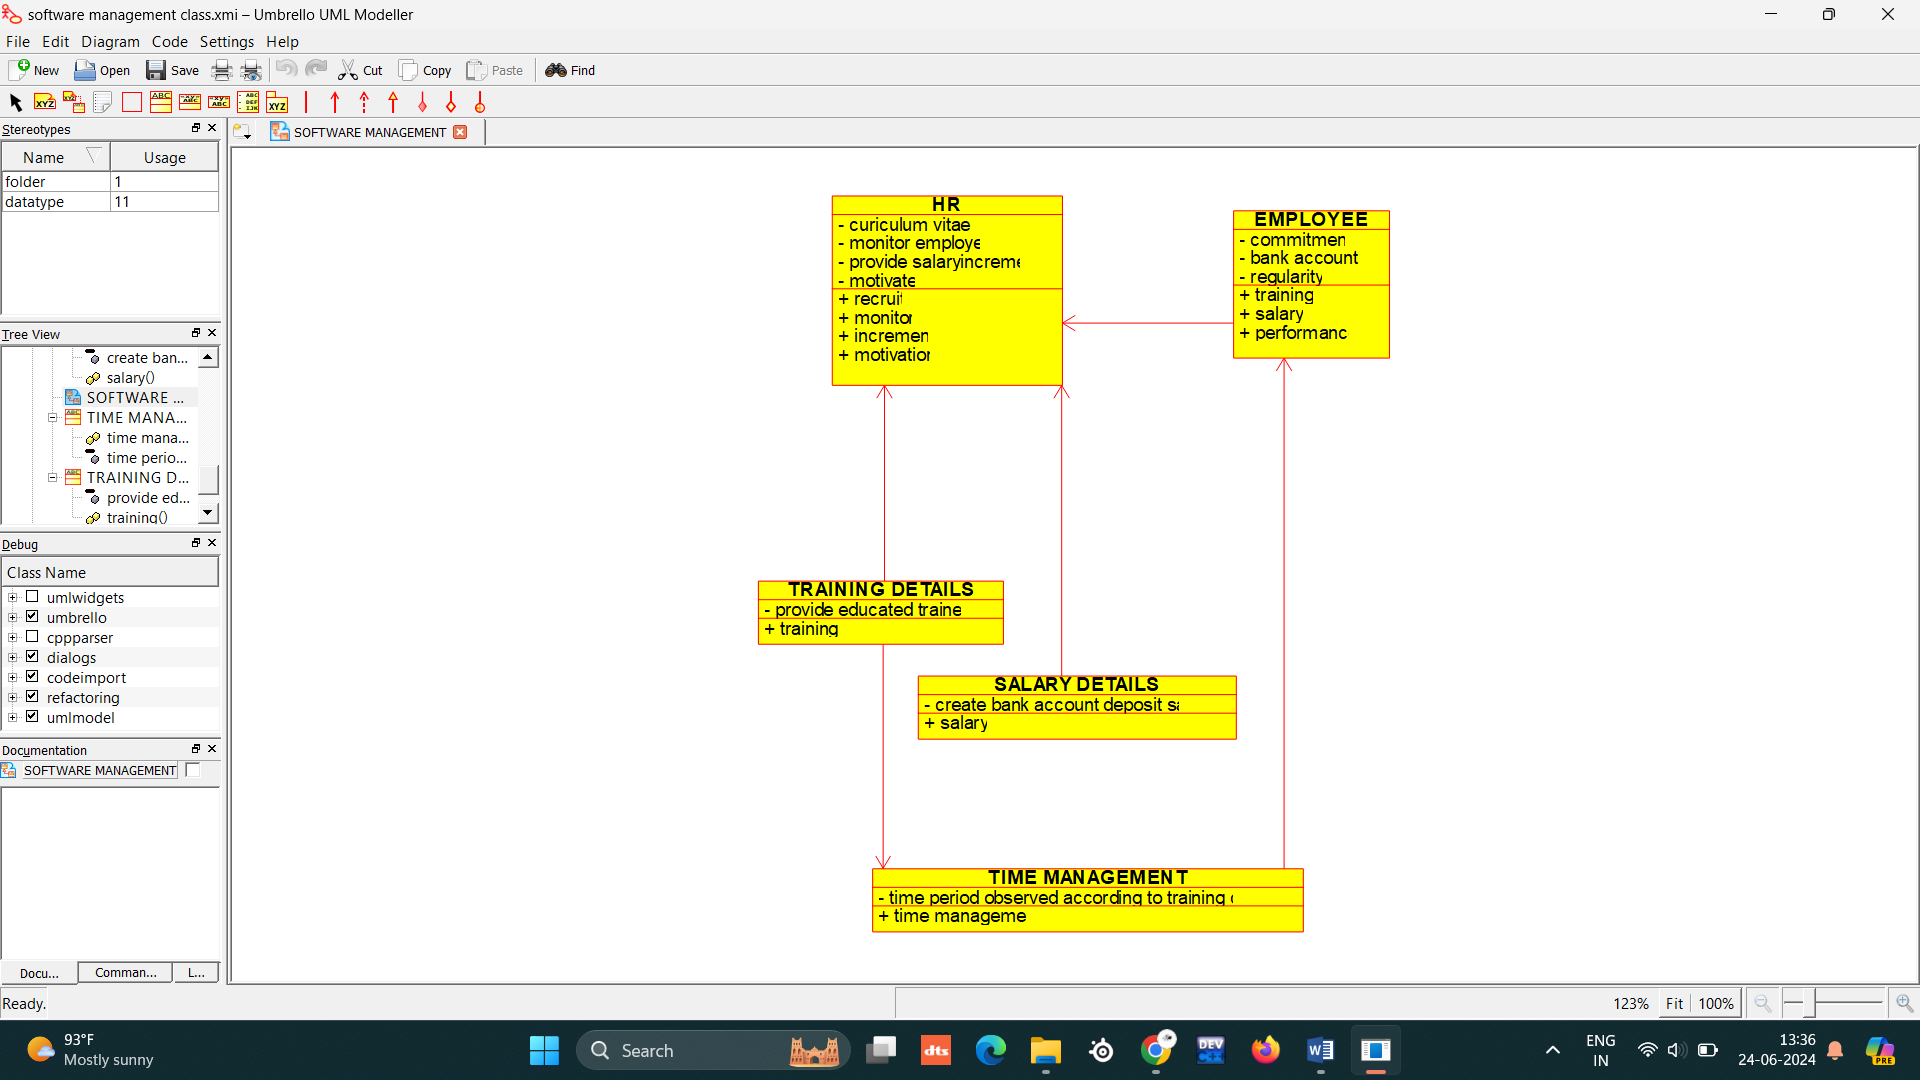 software management class.xmi – Umbrello UML Modeller
File Edit Diagram Code Settings Help
New Open Save Cut Copy Paste Find
Stereotypes
Name Usage
folder 1
datatype 11
Tree View
create ban...
salary()
SOFTWARE ...
TIME MANA...
time mana...
time perio...
TRAINING D...
provide ed...
training()
Debug
Class Name
umlwidgets
umbrello
cppparser
dialogs
codeimport
refactoring
umlmodel
Documentation
SOFTWARE MANAGEMENT
Docu... Comman... L...
Ready.
SOFTWARE MANAGEMENT
HR
- curiculum vitae
- monitor employe
- provide salaryincreme
- motivate
+ recruit
+ monitor
+ incremen
+ motivation
EMPLOYEE
- commitmen
- bank account
- regularity
+ training
+ salary
+ performanc
TRAINING DETAILS
- provide educated traine
+ training
SALARY DETAILS
- create bank account deposit sa
+ salary
TIME MANAGEMENT
- time period observed according to training
+ time manageme
123% Fit 100%
93°F
Mostly sunny
Search
dts
DEV
ENG
IN
13:36
24-06-2024
PRE